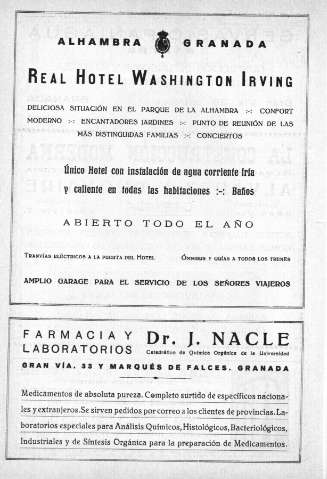 ALHAMBRA GRANADA
REAL HOTEL WASHINGTON IRVING
DELICIOSA SITUACIÓN EN EL PARQUE DE LA ALHAMBRA :-: CONFORT
MODERNO :-: ENCANTADORES JARDINES :-: PUNTO DE REUNIÓN DE LAS
MÁS DISTINGUIDAS FAMILIAS :-: CONCIERTOS
Único Hotel con instalación de agua corriente fría
y caliente en todas las habitaciones :-: Baños
ABIERTO TODO EL AÑO
TRANVÍAS ELÉCTRICOS A LA PUERTA DEL HOTEL ÓMNIBUS Y GUÍAS A TODOS LOS TRENES
AMPLIO GARAGE PARA EL SERVICIO DE LOS SEÑORES VIAJEROS
FARMACIA Y
LABORATORIOS
Dr. J. NACLE
Catedrático de Química Orgánica de la Universidad
GRAN VÍA, 33 Y MARQUÉS DE FALCES. GRANADA
Medicamentos de absoluta pureza. Completo surtido de específicos naciona-
les y extranjeros. Se sirven pedidos por correo a los clientes de provincias. La-
boratorios especiales para Análisis Químicos, Histológicos, Bacteriológicos,
Industriales y de Síntesis Orgánica para la preparación de Medicamentos.